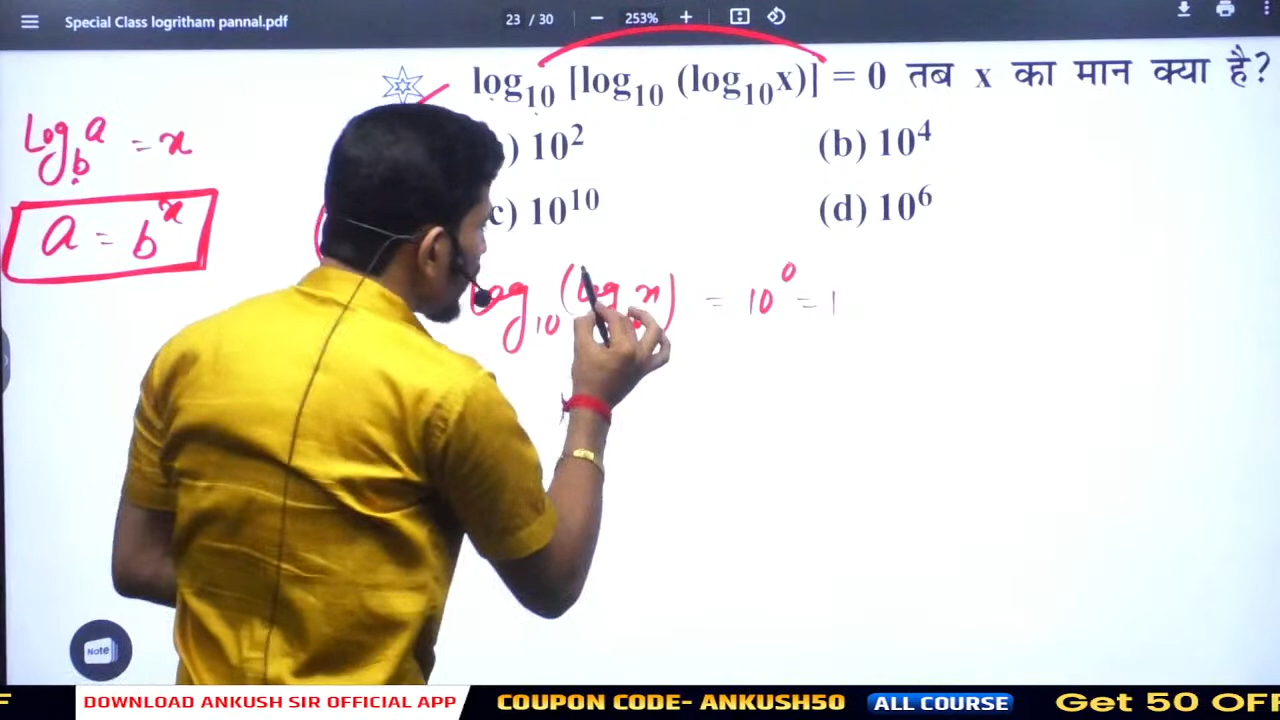 Special Class logritham pannal.pdf
23 / 30
253%
log₁₀ [log₁₀ (log₁₀x)] = 0 तब x का मान क्या है?
) 10²
(b) 10⁴
c) 10¹⁰
(d) 10⁶
log_b a = x
a = b^x
log₁₀ (log x) = 10⁰ = 1
Note
DOWNLOAD ANKUSH SIR OFFICIAL APP
COUPON CODE- ANKUSH50
ALL COURSE
Get 50 OF